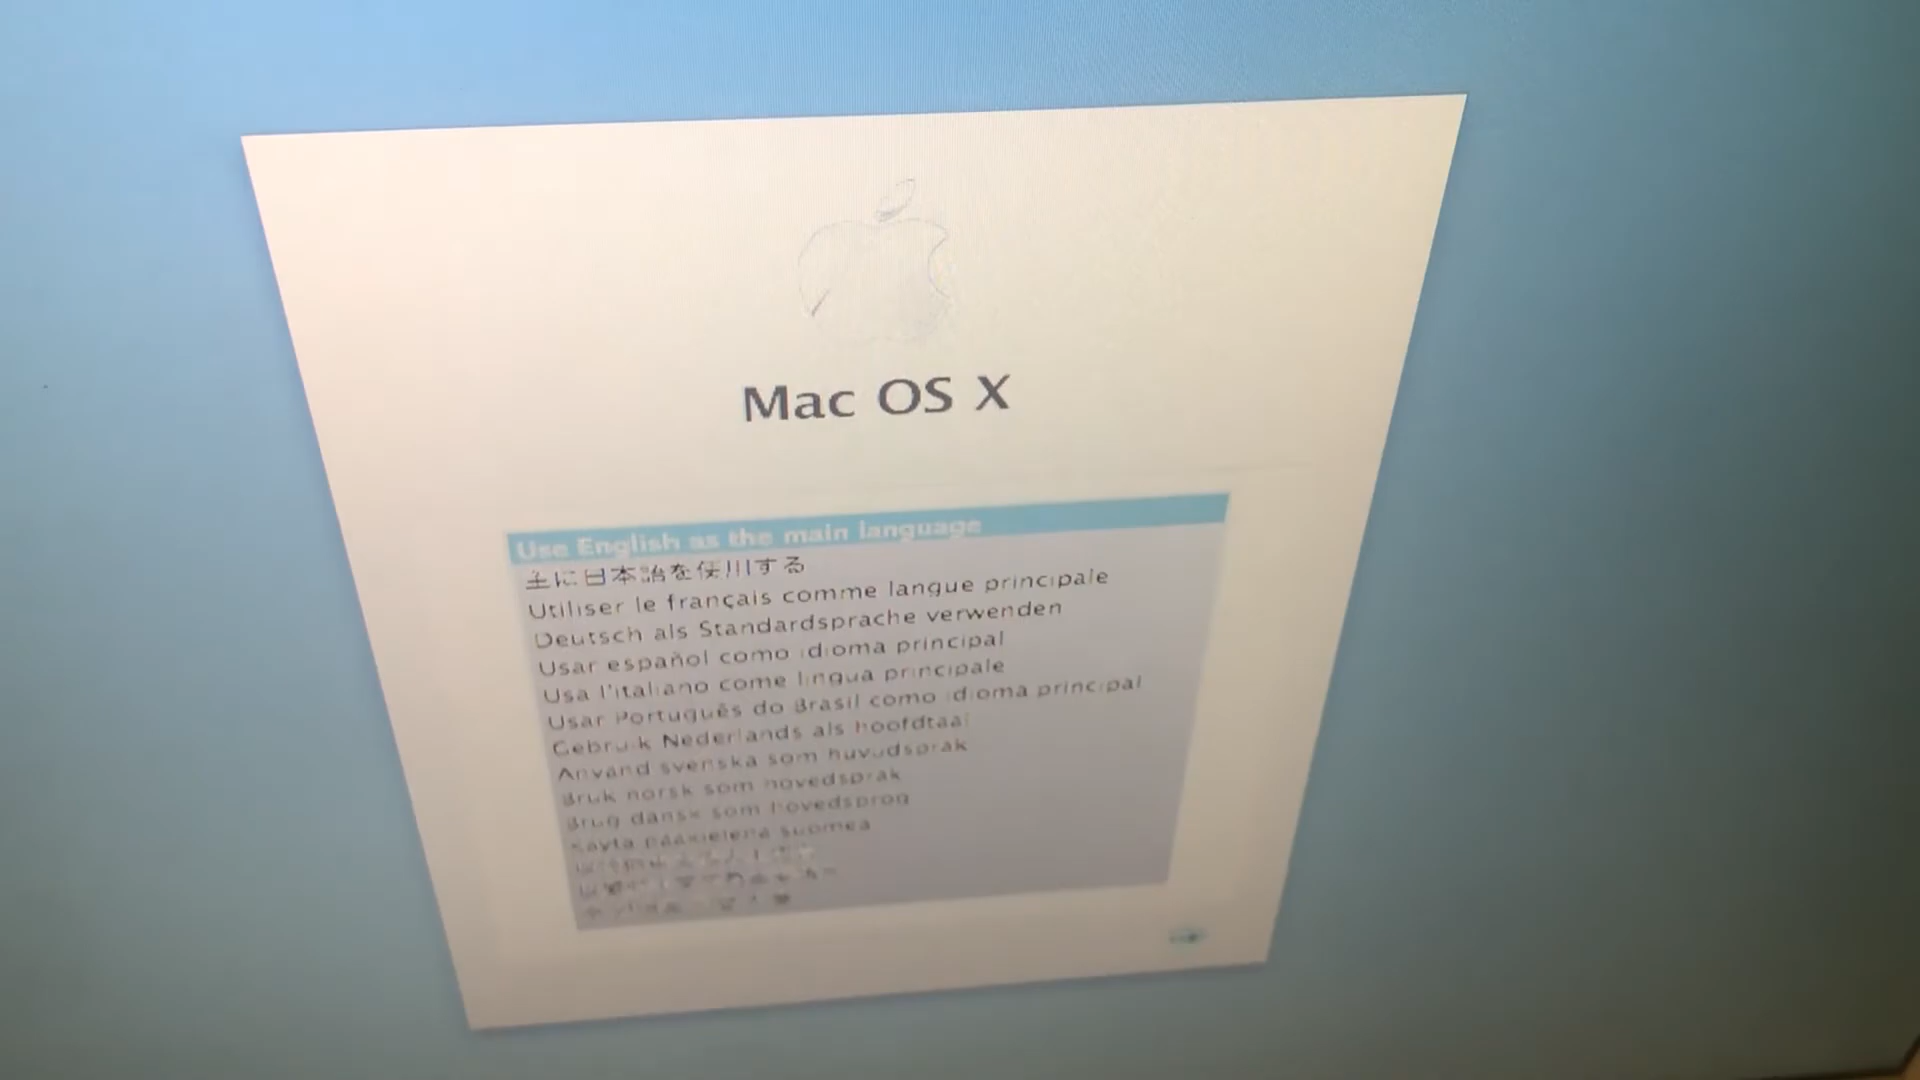 Mac OS X
Use English as the main language
主に日本語を使用する
Utiliser le français comme langue principale
Deutsch als Standardsprache verwenden
Usar español como idioma principal
Usa l'italiano come lingua principale
Usar Português do Brasil como idioma principal
Gebruik Nederlands als hoofdtaal
Använd svenska som huvudspråk
Bruk norsk som hovedspråk
Brug dansk som hovedsprog
Käytä pääkielenä suomea